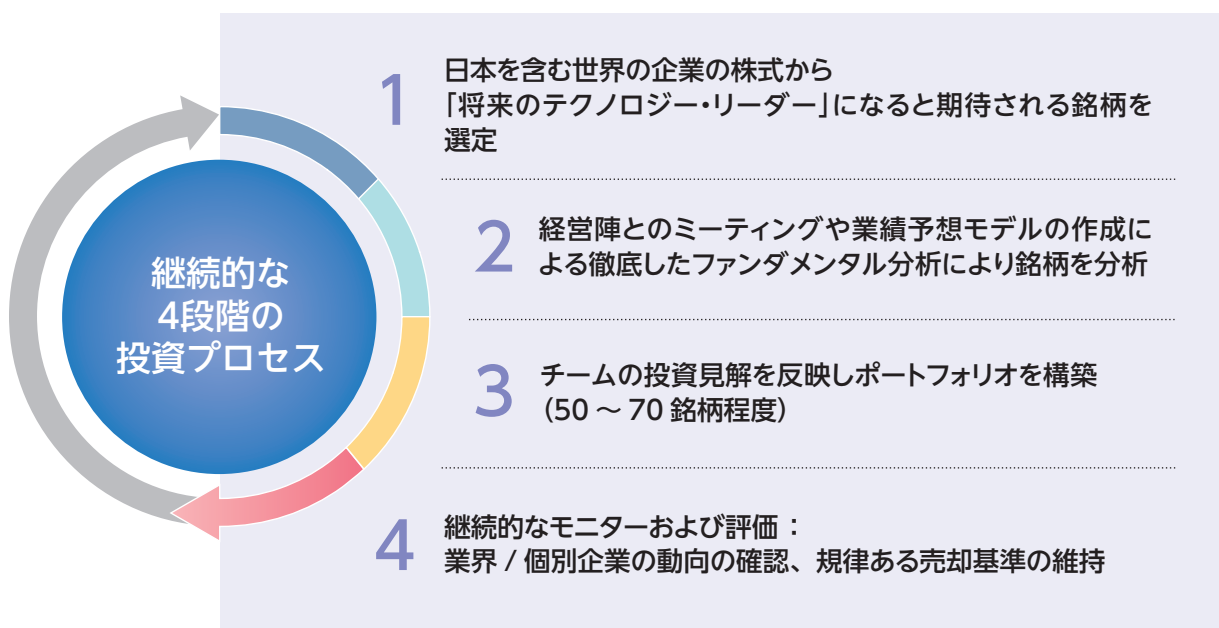 継続的な
4段階の
投資プロセス
1
日本を含む世界の企業の株式から
「将来のテクノロジー・リーダー」になると期待される銘柄を
選定
2
経営陣とのミーティングや業績予想モデルの作成に
よる徹底したファンダメンタル分析により銘柄を分析
3
チームの投資見解を反映しポートフォリオを構築
(50 ～ 70 銘柄程度)
4
継続的なモニターおよび評価：
業界 / 個別企業の動向の確認、規律ある売却基準の維持